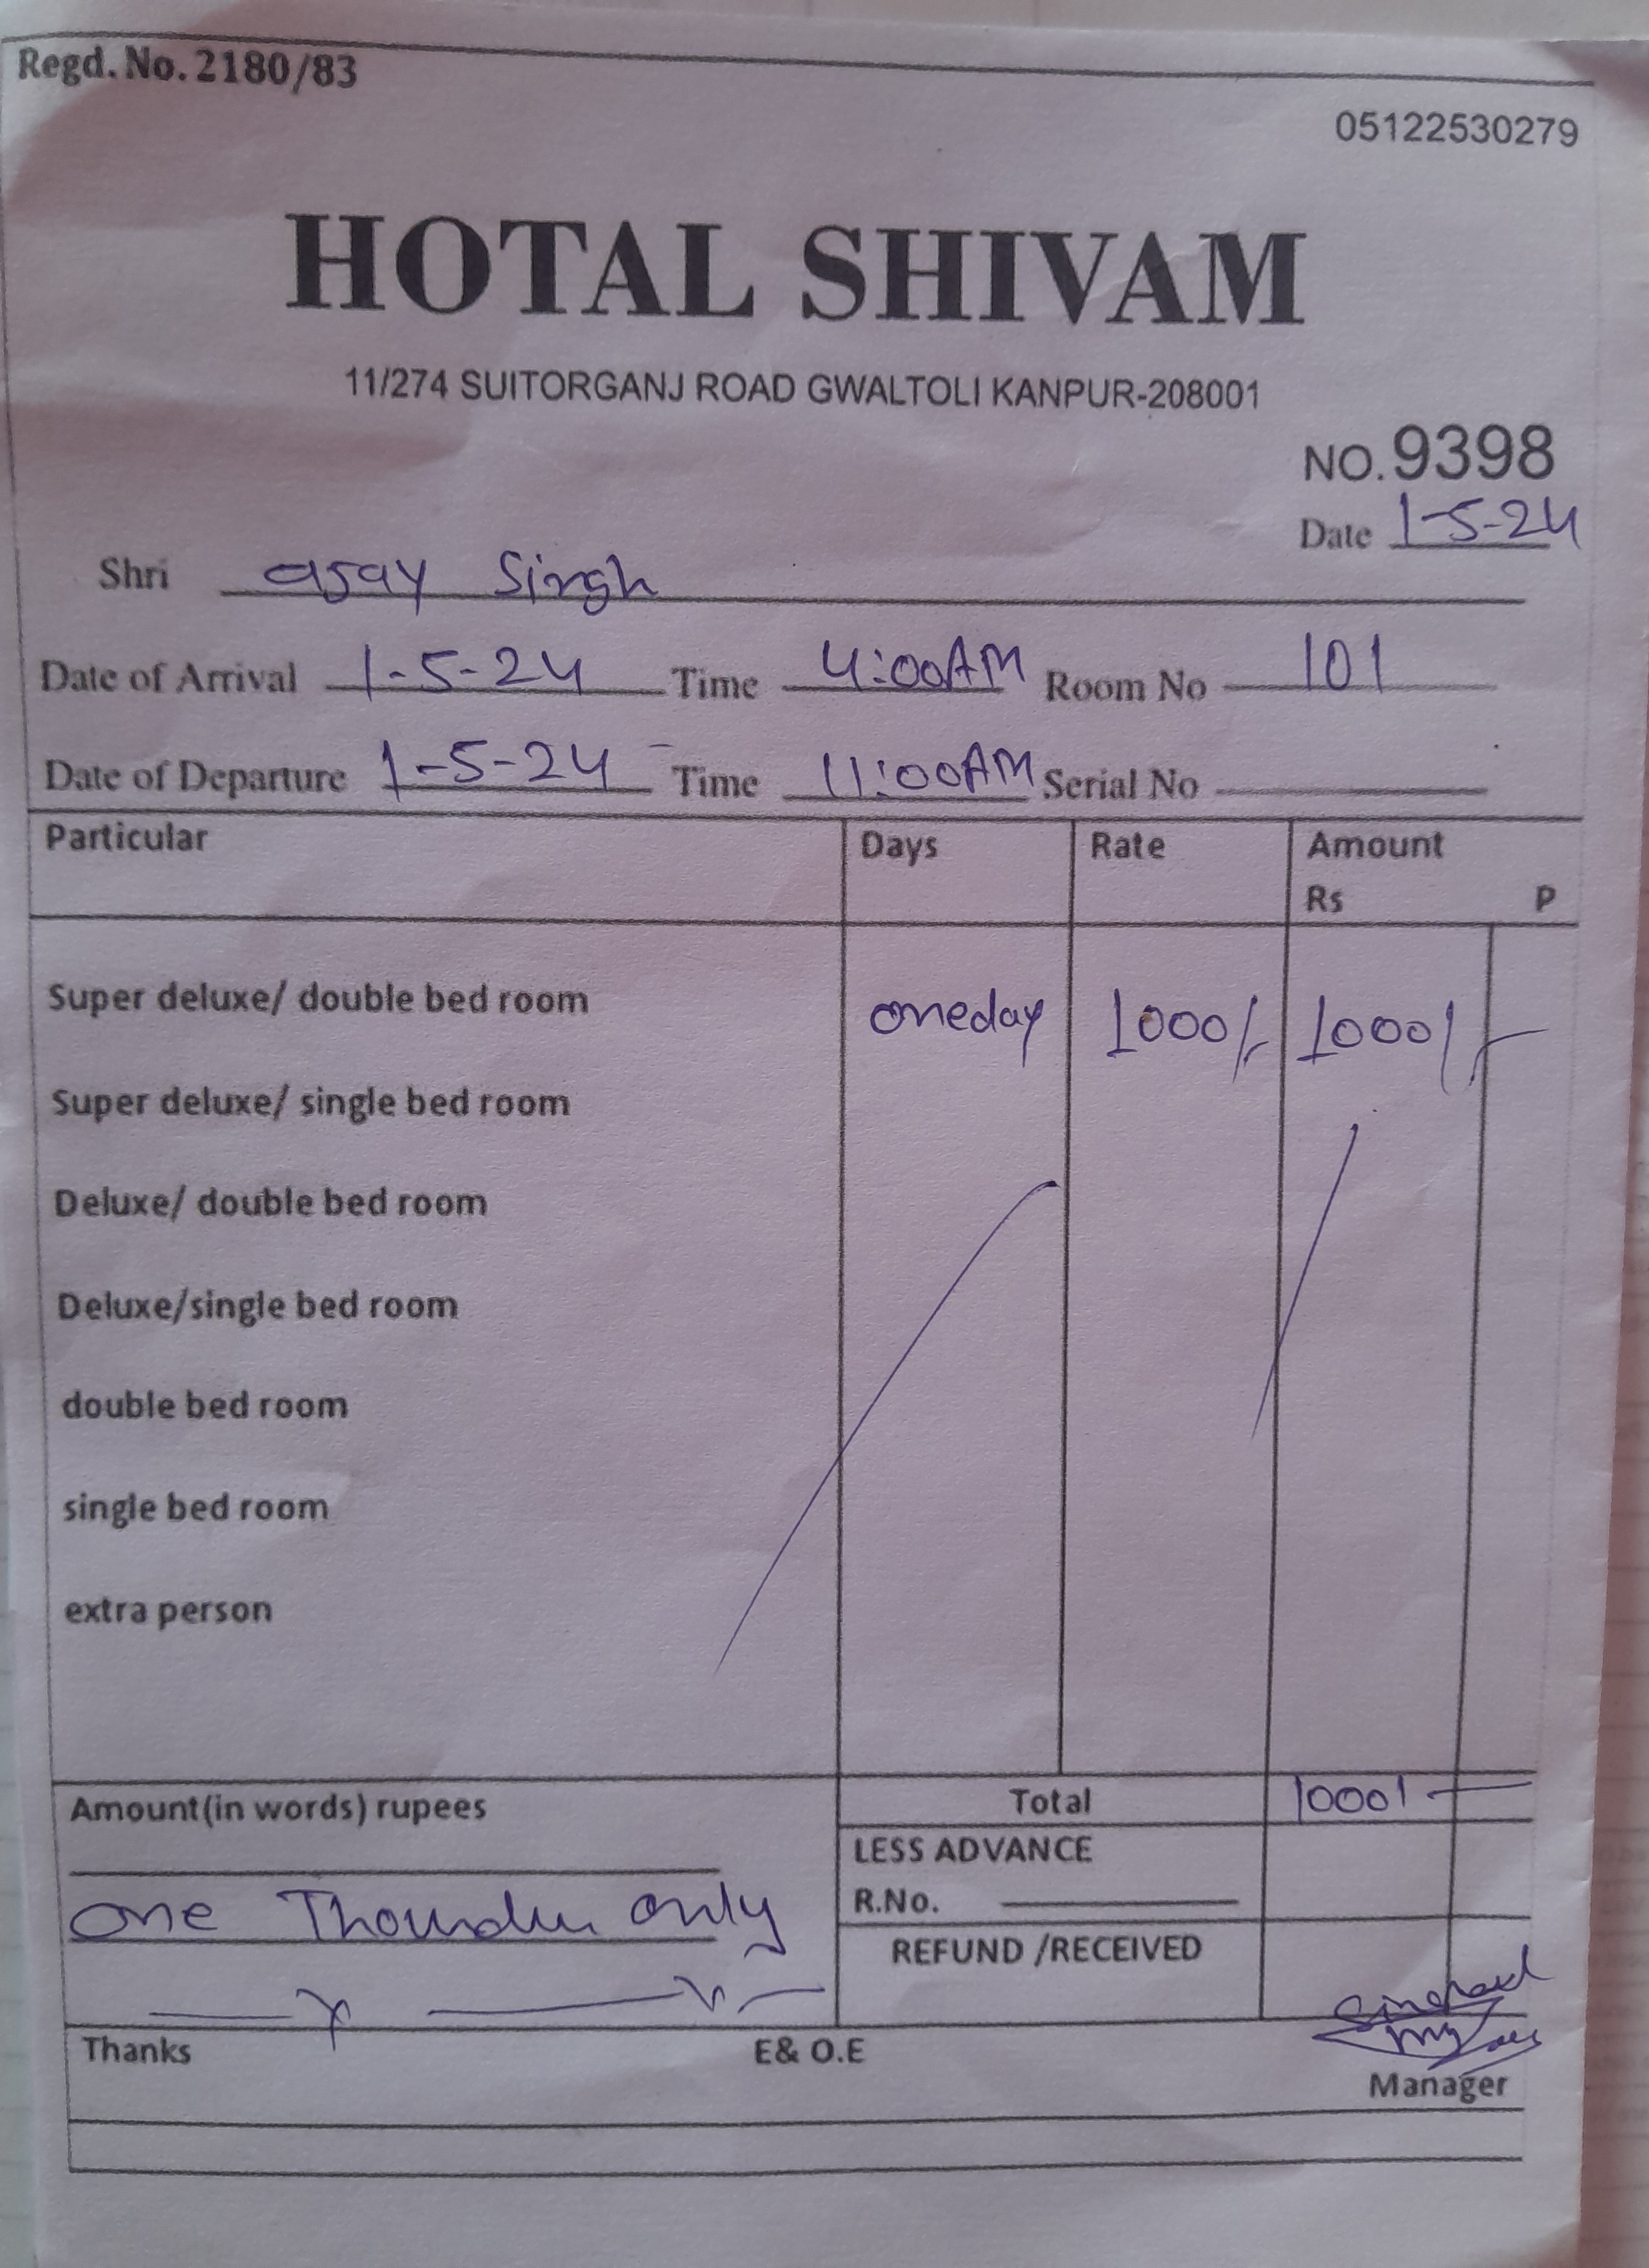 Regd. No. 2180/83
05122530279
HOTAL SHIVAM
11/274 SUITORGANJ ROAD GWALTOLI KANPUR-208001
NO. 9398
Date 1-5-24
Shri ajay Singh
Date of Arrival 1-5-24 Time 4:00AM Room No 101
Date of Departure 1-5-24 Time 11:00AM Serial No
Particular Days Rate Amount
Rs P
Super deluxe/ double bed room oneday 1000/- 1000/-
Super deluxe/ single bed room
Deluxe/ double bed room
Deluxe/single bed room
double bed room
single bed room
extra person
Amount(in words) rupees Total 1000/-
LESS ADVANCE
one only R.No.
REFUND /RECEIVED
Thanks E& O.E
Manager